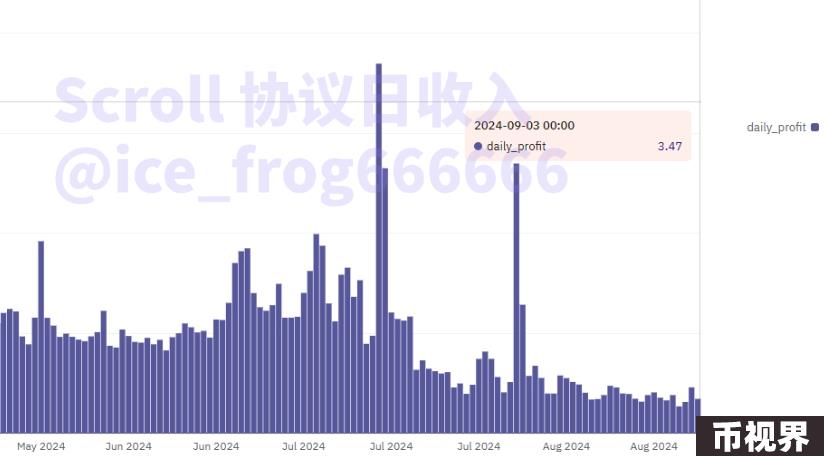 Scroll 协议日收入
@ice_frog666666
2024-09-03 00:00
daily_profit 3.47
daily_profit
May 2024 Jun 2024 Jun 2024 Jul 2024 Jul 2024 Jul 2024 Aug 2024 Aug 2024
币视界